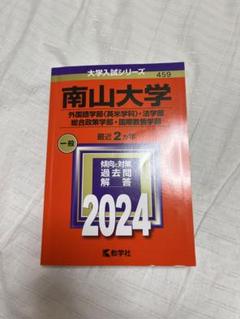 大学入試シリーズ
459
南山大学
外国語学部〈英米学科〉・法学部
総合政策学部・国際教養学部
最近2カ年
一般
傾向と対策
過去問
解答
2024
教学社